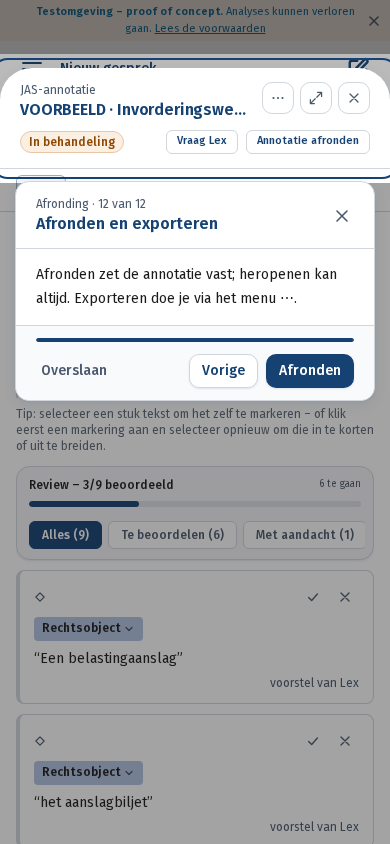 Testomgeving – proof of concept. Analyses kunnen verloren
gaan. Lees de voorwaarden
Nieuw gesprek
JAS-annotatie
VOORBEELD · Invorderingswe...
In behandeling
Vraag Lex
Annotatie afronden
Afronding · 12 van 12
Afronden en exporteren
Afronden zet de annotatie vast; heropenen kan
altijd. Exporteren doe je via het menu ···.
Overslaan
Vorige
Afronden
Tip: selecteer een stuk tekst om het zelf te markeren – of klik
eerst een markering aan en selecteer opnieuw om die in te korten
of uit te breiden.
Review – 3/9 beoordeeld
6 te gaan
Alles (9)
Te beoordelen (6)
Met aandacht (1)
Rechtsobject
“Een belastingaanslag”
voorstel van Lex
Rechtsobject
“het aanslagbiljet”
voorstel van Lex